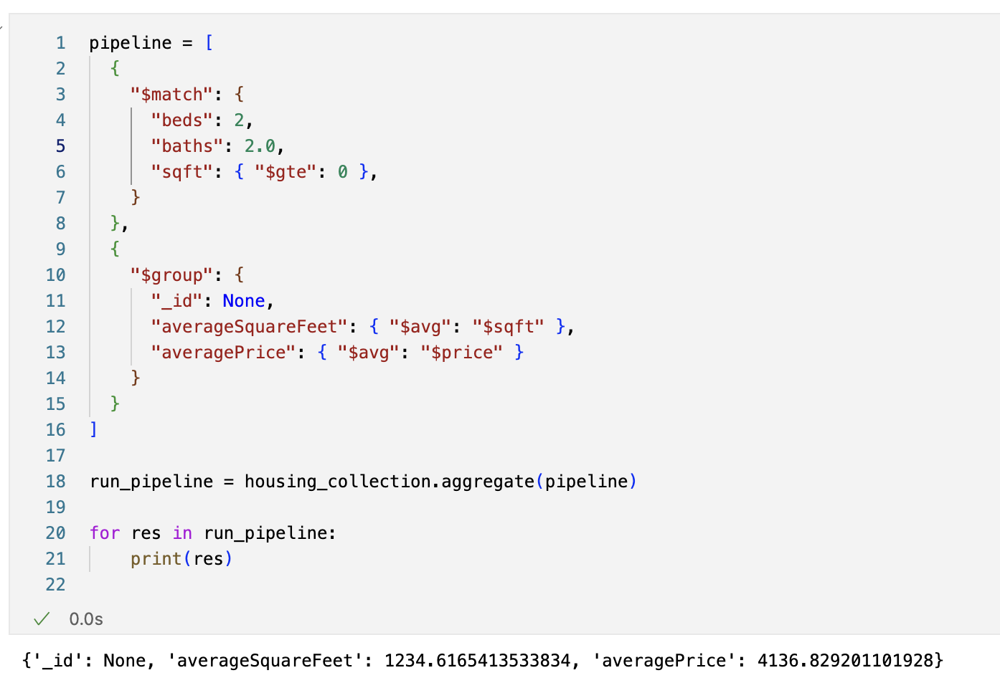 1 pipeline = [
2   {
3     "$match": {
4       "beds": 2,
5       "baths": 2.0,
6       "sqft": { "$gte": 0 },
7     }
8   },
9   {
10     "$group": {
11       "_id": None,
12       "averageSquareFeet": { "$avg": "$sqft" },
13       "averagePrice": { "$avg": "$price" }
14     }
15   }
16 ]
17
18 run_pipeline = housing_collection.aggregate(pipeline)
19
20 for res in run_pipeline:
21     print(res)
22
0.0s
{'_id': None, 'averageSquareFeet': 1234.6165413533834, 'averagePrice': 4136.829201101928}